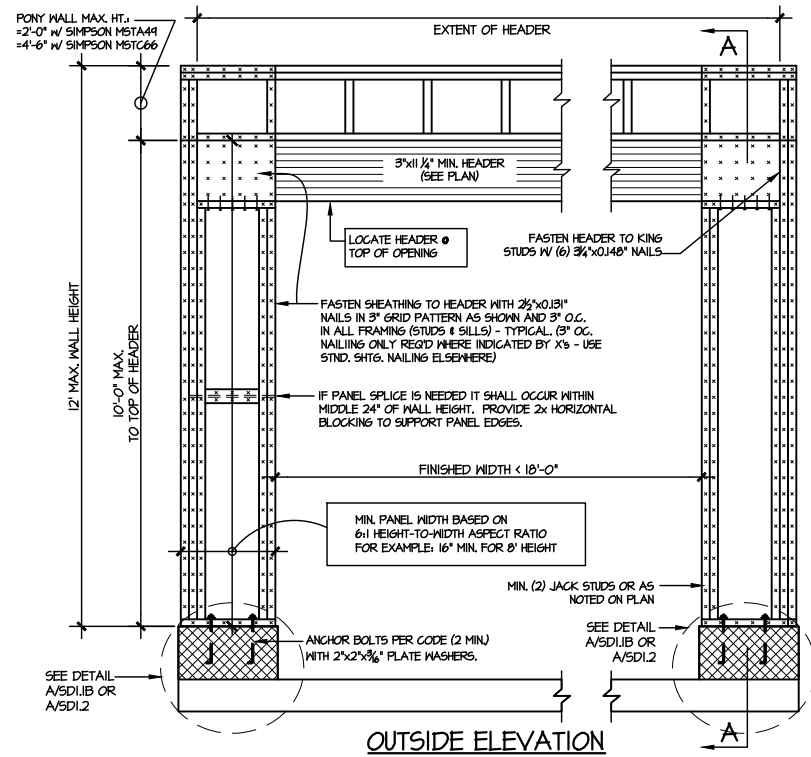 PONY WALL MAX. HT.:
=2'-0" W/ SIMPSON MSTA49
=4'-6" W/ SIMPSON MSTC66
EXTENT OF HEADER
A
3"x11 1/4" MIN. HEADER
(SEE PLAN)
LOCATE HEADER @
TOP OF OPENING
FASTEN HEADER TO KING
STUDS W/ (6) 3 1/4"x0.148" NAILS
12' MAX. WALL HEIGHT
10'-0" MAX.
TO TOP OF HEADER
FASTEN SHEATHING TO HEADER WITH 2 1/2"x0.131"
NAILS IN 3" GRID PATTERN AS SHOWN AND 3" O.C.
IN ALL FRAMING (STUDS & SILLS) - TYPICAL. (3" OC.
NAILIING ONLY REQ'D WHERE INDICATED BY X's - USE
STND. SHTG. NAILING ELSEWHERE)
IF PANEL SPLICE IS NEEDED IT SHALL OCCUR WITHIN
MIDDLE 24" OF WALL HEIGHT. PROVIDE 2x HORIZONTAL
BLOCKING TO SUPPORT PANEL EDGES.
FINISHED WIDTH < 18'-0"
MIN. PANEL WIDTH BASED ON
6:1 HEIGHT-TO-WIDTH ASPECT RATIO
FOR EXAMPLE: 16" MIN. FOR 8' HEIGHT
MIN. (2) JACK STUDS OR AS
NOTED ON PLAN
ANCHOR BOLTS PER CODE (2 MIN.)
WITH 2"x2"x3/16" PLATE WASHERS.
SEE DETAIL
A/SD1.1B OR
A/SD1.2
SEE DETAIL
A/SD1.1B OR
A/SD1.2
A
OUTSIDE ELEVATION